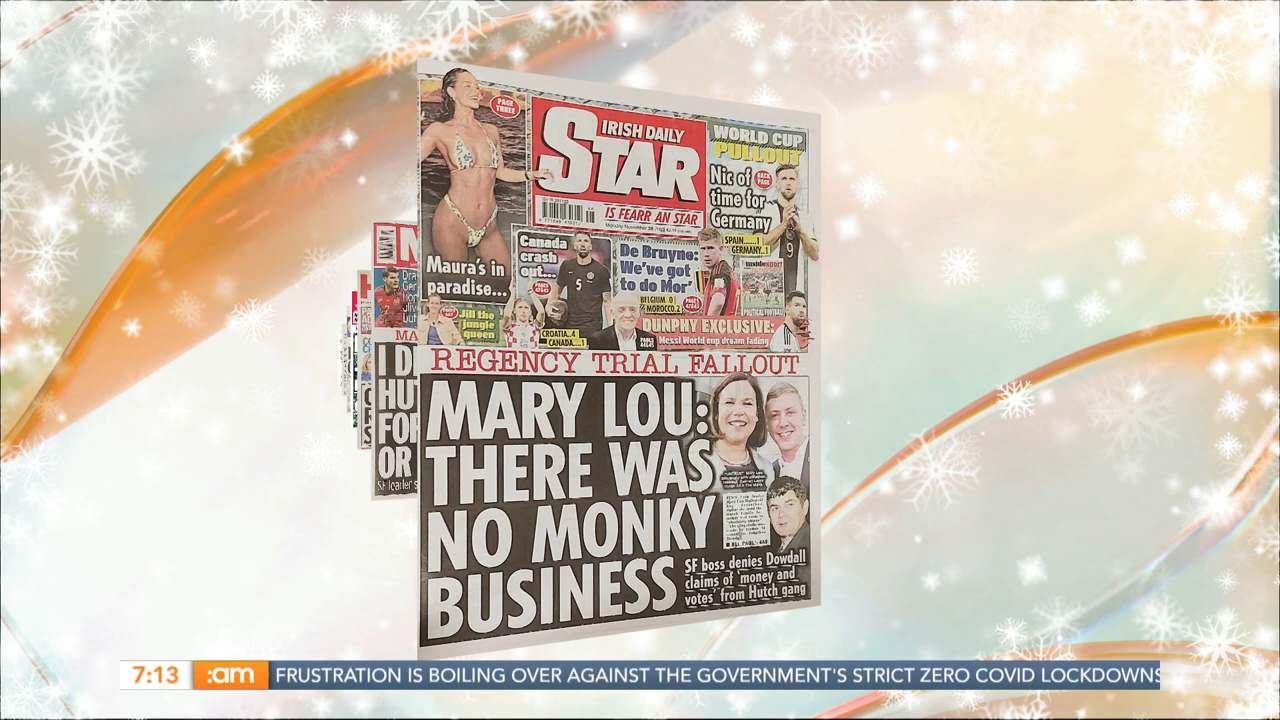 PAGE THREE
IRISH DAILY
STAR
IS FEARR AN STAR
WORLD CUP
PULLOUT
Nic of
time for
Germany
BACK PAGE
SPAIN......1
GERMANY..1
Maura's in
paradise...
Canada
crash
out...
De Bruyne:
We've got
to do Mor'
BELGIUM..0
MOROCCO.2
Jill the
jungle
queen
CROATIA..4
CANADA....1
DUNPHY EXCLUSIVE:
Messi World cup dream fading
REGENCY TRIAL FALLOUT
MARY LOU:
THERE WAS
NO MONKY
BUSINESS
SF boss denies Dowdall
claims of 'money and
votes' from Hutch gang
I D
HU
FO
OR
7:13
:am
FRUSTRATION IS BOILING OVER AGAINST THE GOVERNMENT'S STRICT ZERO COVID LOCKDOWNS